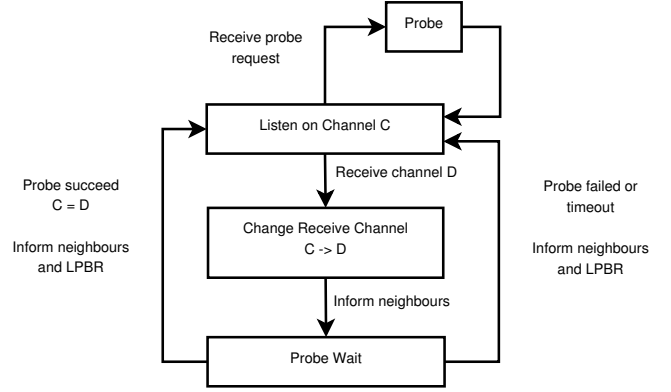 Probe
Receive probe
request
Listen on Channel C
Receive channel D
Probe succeed
C = D
Inform neighbours
and LPBR
Change Receive Channel
C -> D
Probe failed or
timeout
Inform neighbours
and LPBR
Inform neighbours
Probe Wait